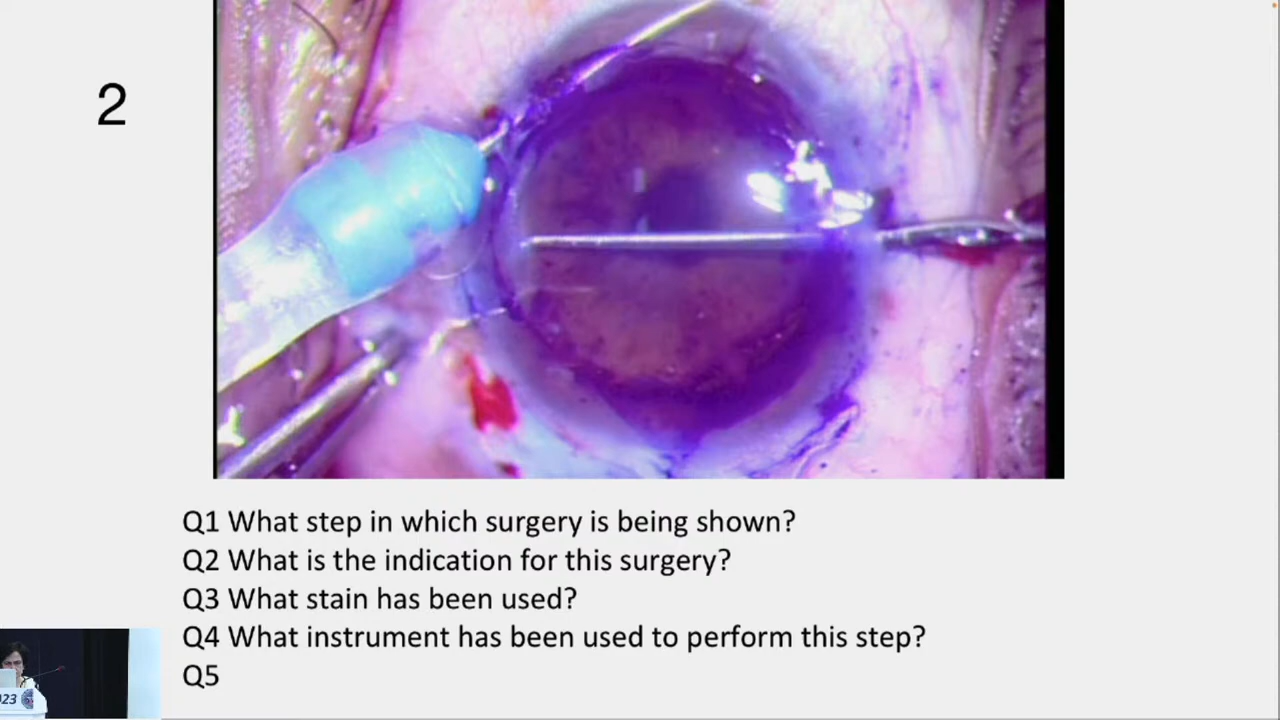 2
Q1 What step in which surgery is being shown?
Q2 What is the indication for this surgery?
Q3 What stain has been used?
Q4 What instrument has been used to perform this step?
Q5
023